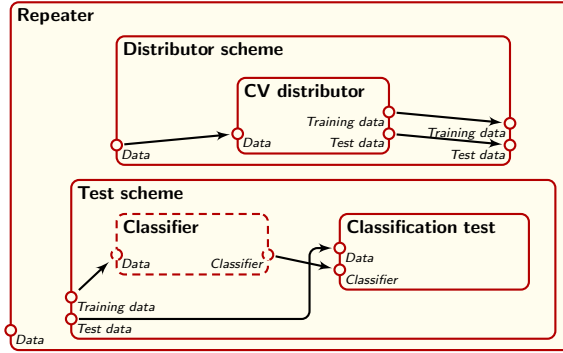 Repeater
Distributor scheme
CV distributor
Training data
Data
Test data
Training data
Data
Test data
Test scheme
Classifier
Classification test
Data
Data
Classifier
Classifier
Training data
Test data
Data